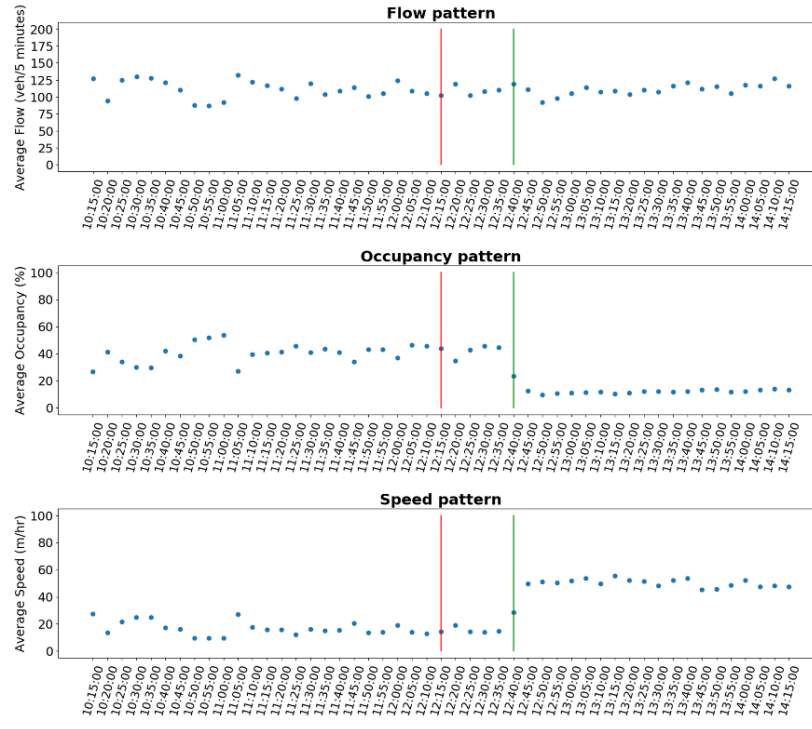 Flow pattern
Average Flow (veh/5 minutes)
200
175
150
125
100
75
50
25
0
10:15:00 10:20:00 10:25:00 10:30:00 10:35:00 10:40:00 10:45:00 10:50:00 10:55:00 11:00:00 11:05:00 11:10:00 11:15:00 11:20:00 11:25:00 11:30:00 11:35:00 11:40:00 11:45:00 11:50:00 11:55:00 12:00:00 12:05:00 12:10:00 12:15:00 12:20:00 12:25:00 12:30:00 12:35:00 12:40:00 12:45:00 12:50:00 12:55:00 13:00:00 13:05:00 13:10:00 13:15:00 13:20:00 13:25:00 13:30:00 13:35:00 13:40:00 13:45:00 13:50:00 13:55:00 14:00:00 14:05:00 14:10:00 14:15:00
Occupancy pattern
Average Occupancy (%)
100
80
60
40
20
0
10:15:00 10:20:00 10:25:00 10:30:00 10:35:00 10:40:00 10:45:00 10:50:00 10:55:00 11:00:00 11:05:00 11:10:00 11:15:00 11:20:00 11:25:00 11:30:00 11:35:00 11:40:00 11:45:00 11:50:00 11:55:00 12:00:00 12:05:00 12:10:00 12:15:00 12:20:00 12:25:00 12:30:00 12:35:00 12:40:00 12:45:00 12:50:00 12:55:00 13:00:00 13:05:00 13:10:00 13:15:00 13:20:00 13:25:00 13:30:00 13:35:00 13:40:00 13:45:00 13:50:00 13:55:00 14:00:00 14:05:00 14:10:00 14:15:00
Speed pattern
Average Speed (m/hr)
100
80
60
40
20
0
10:15:00 10:20:00 10:25:00 10:30:00 10:35:00 10:40:00 10:45:00 10:50:00 10:55:00 11:00:00 11:05:00 11:10:00 11:15:00 11:20:00 11:25:00 11:30:00 11:35:00 11:40:00 11:45:00 11:50:00 11:55:00 12:00:00 12:05:00 12:10:00 12:15:00 12:20:00 12:25:00 12:30:00 12:35:00 12:40:00 12:45:00 12:50:00 12:55:00 13:00:00 13:05:00 13:10:00 13:15:00 13:20:00 13:25:00 13:30:00 13:35:00 13:40:00 13:45:00 13:50:00 13:55:00 14:00:00 14:05:00 14:10:00 14:15:00